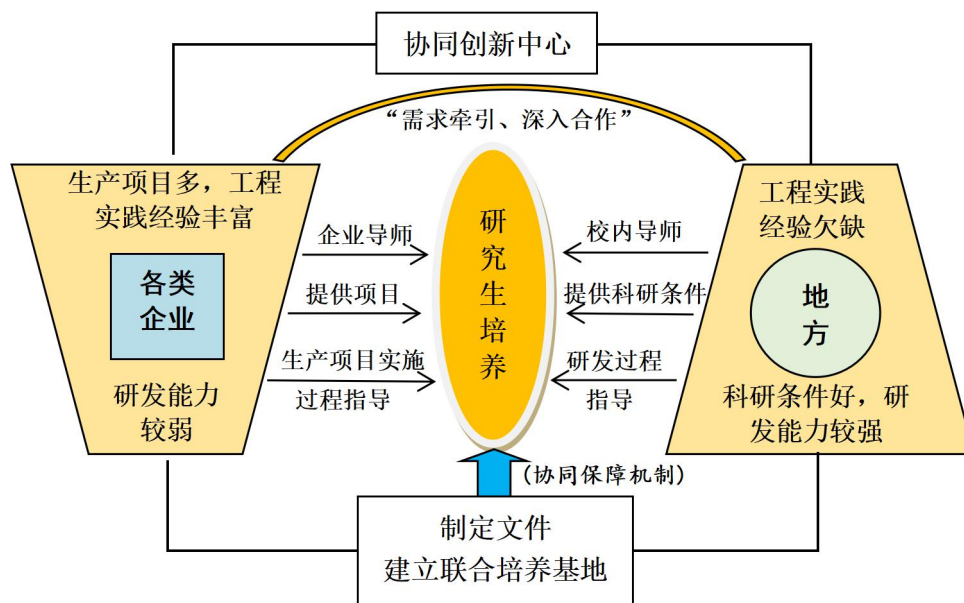 协同创新中心
“需求牵引、深入合作”
生产项目多，工程
实践经验丰富
各类
企业
研发能力
较弱
企业导师
提供项目
生产项目实施
过程指导
研究生培养
校内导师
提供科研条件
研发过程
指导
工程实践
经验欠缺
地
方
科研条件好，研
发能力较强
(协同保障机制)
制定文件
建立联合培养基地